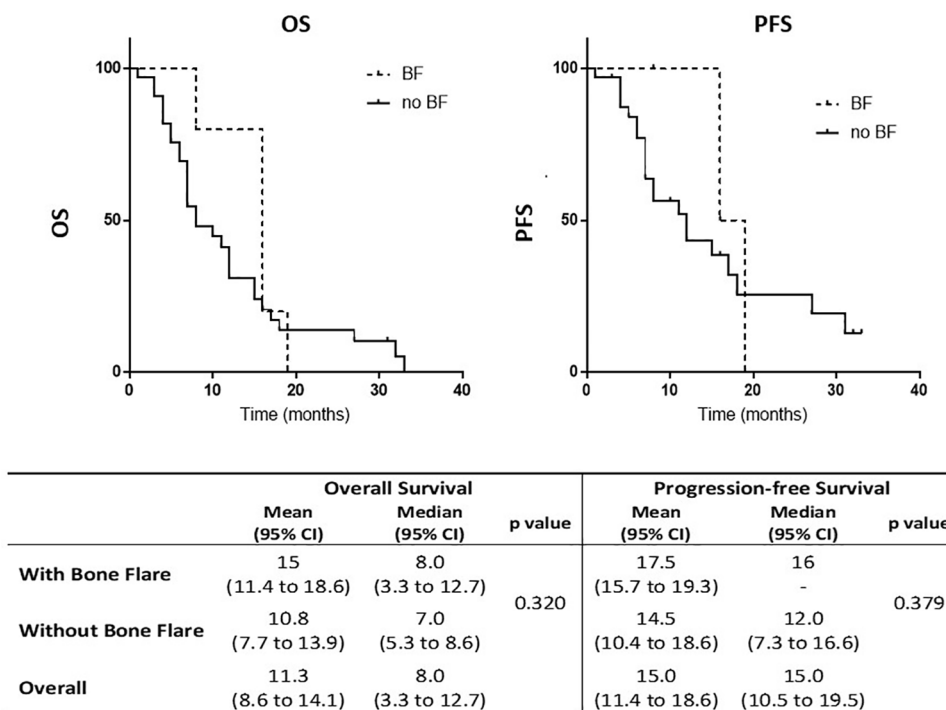 OS
100
50
0
0 10 20 30 40
Time (months)
OS
BF
no BF
PFS
100
50
0
0 10 20 30 40
Time (months)
PFS
BF
no BF
Overall Survival Progression-free Survival
Mean Median p value Mean Median p value
(95% CI) (95% CI) (95% CI) (95% CI)
With Bone Flare 15 8.0 0.320 17.5 16 0.379
(11.4 to 18.6) (3.3 to 12.7) (15.7 to 19.3) -
Without Bone Flare 10.8 7.0 14.5 12.0
(7.7 to 13.9) (5.3 to 8.6) (10.4 to 18.6) (7.3 to 16.6)
Overall 11.3 8.0 15.0 15.0
(8.6 to 14.1) (3.3 to 12.7) (11.4 to 18.6) (10.5 to 19.5)